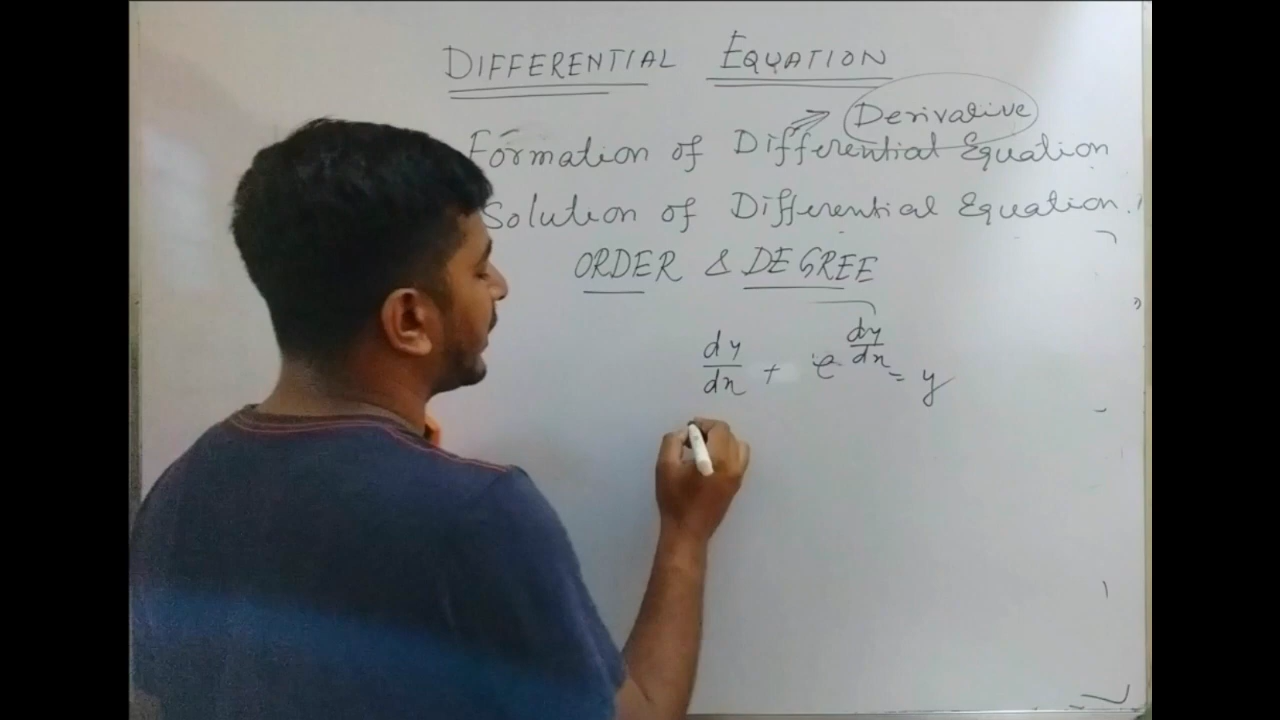 DIFFERENTIAL EQUATION
Derivative
Formation of Differential Equation
Solution of Differential Equation.
ORDER & DEGREE
dy/dx + e^(dy/dx) = y